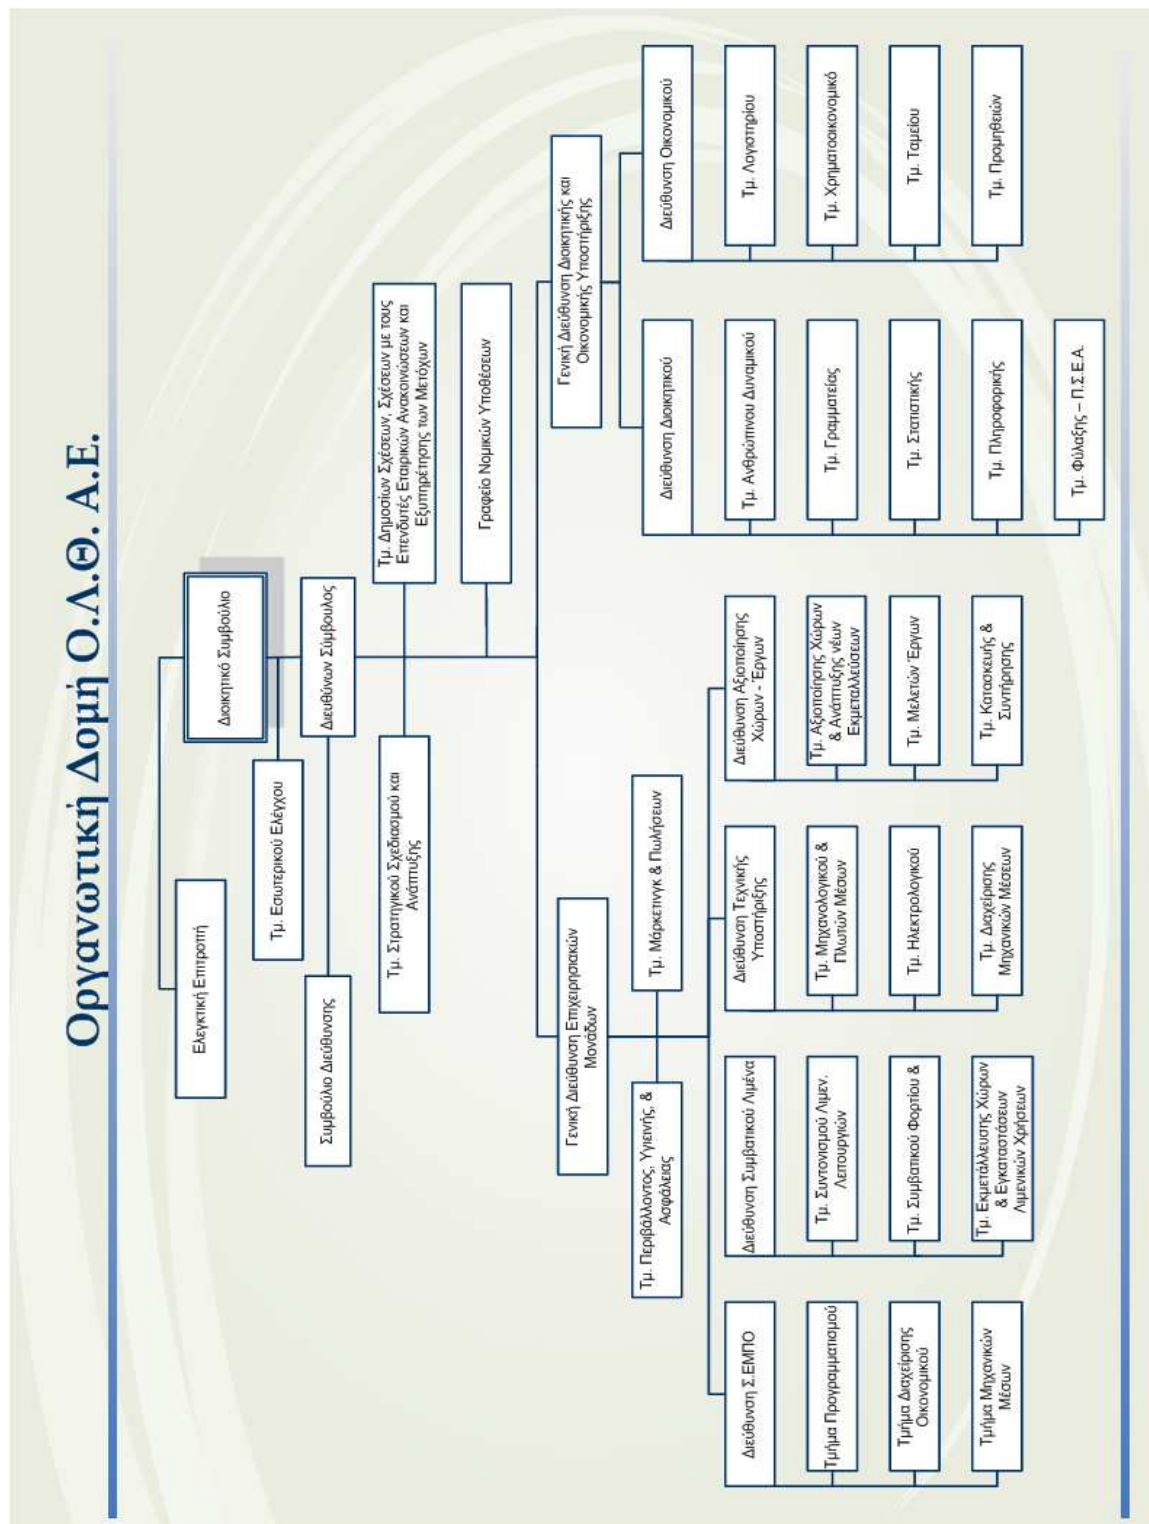 Οργανωτική Δομή Ο.Λ.Θ. Α.Ε.
Διοικητικό Συμβούλιο
Ελεγκτική Επιτροπή
Τμ. Εσωτερικού Ελέγχου
Διευθύνων Σύμβουλος
Συμβούλιο Διεύθυνσης
Τμ. Στρατηγικού Σχεδιασμού και
Ανάπτυξης
Τμ. Δημοσίων Σχέσεων, Σχέσεων με τους
Επενδυτές Εταιρικών Ανακοινώσεων και
Εξυπηρέτησης των Μετόχων
Γραφείο Νομικών Υποθέσεων
Γενική Διεύθυνση Επιχειρησιακών
Μονάδων
Γενική Διεύθυνση Διοικητικής και
Οικονομικής Υποστήριξης
Τμ. Περιβάλλοντος, Υγιεινής, &
Ασφάλειας
Τμ. Μάρκετινγκ & Πωλήσεων
Διεύθυνση Σ.ΕΜΠΟ
Τμήμα Προγραμματισμού
Τμήμα Διαχείρισης
Οικονομικού
Τμήμα Μηχανικών
Μέσων
Διεύθυνση Συμβατικού Λιμένα
Τμ. Συντονισμού Λιμεν.
Λειτουργιών
Τμ. Συμβατικού Φορτίου &
Τμ. Εκμετάλλευσης Χώρων
& Εγκαταστάσεων
Λιμενικών Χρήσεων
Διεύθυνση Τεχνικής
Υποστήριξης
Τμ. Μηχανολογικού &
Πλωτών Μέσων
Τμ. Ηλεκτρολογικού
Τμ. Διαχείρισης
Μηχανικών Μέσεων
Διεύθυνση Αξιοποίησης
Χώρων - Έργων
Τμ. Αξιοποίησης Χώρων
& Ανάπτυξης νέων
Εκμεταλλεύσεων
Τμ. Μελετών Έργων
Τμ. Κατασκευής &
Συντήρησης
Διεύθυνση Διοικητικού
Τμ. Ανθρώπινου Δυναμικού
Τμ. Γραμματείας
Τμ. Στατιστικής
Τμ. Πληροφορικής
Τμ. Φύλαξης – Π.Σ.Ε.Α.
Διεύθυνση Οικονομικού
Τμ. Λογιστηρίου
Τμ. Χρηματοοικονομικό
Τμ. Ταμείου
Τμ. Προμηθειών